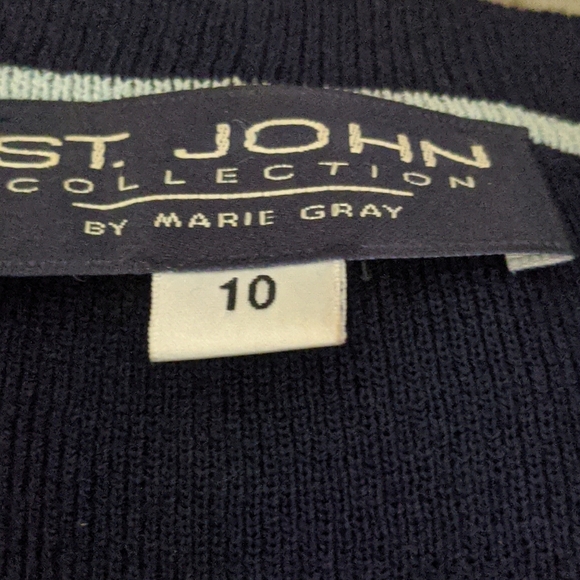 ST. JOHN
COLLECTION
BY MARIE GRAY
10